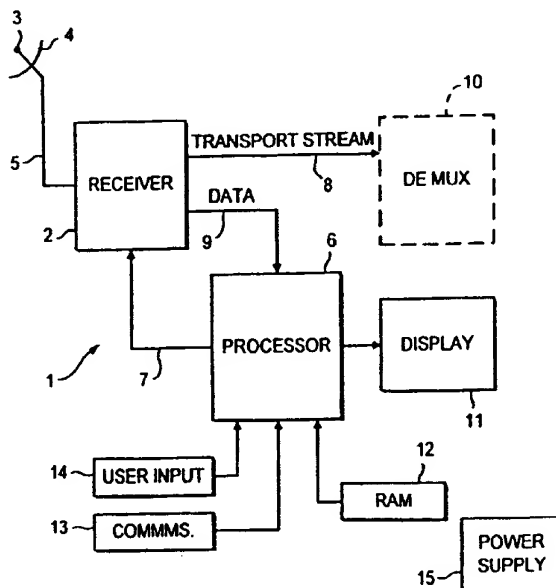 3
4
10
TRANSPORT STREAM
5
RECEIVER
8
DE MUX
DATA
2
9
6
PROCESSOR
DISPLAY
1
7
11
14
USER INPUT
12
RAM
13
COMMMS.
POWER
SUPPLY
15